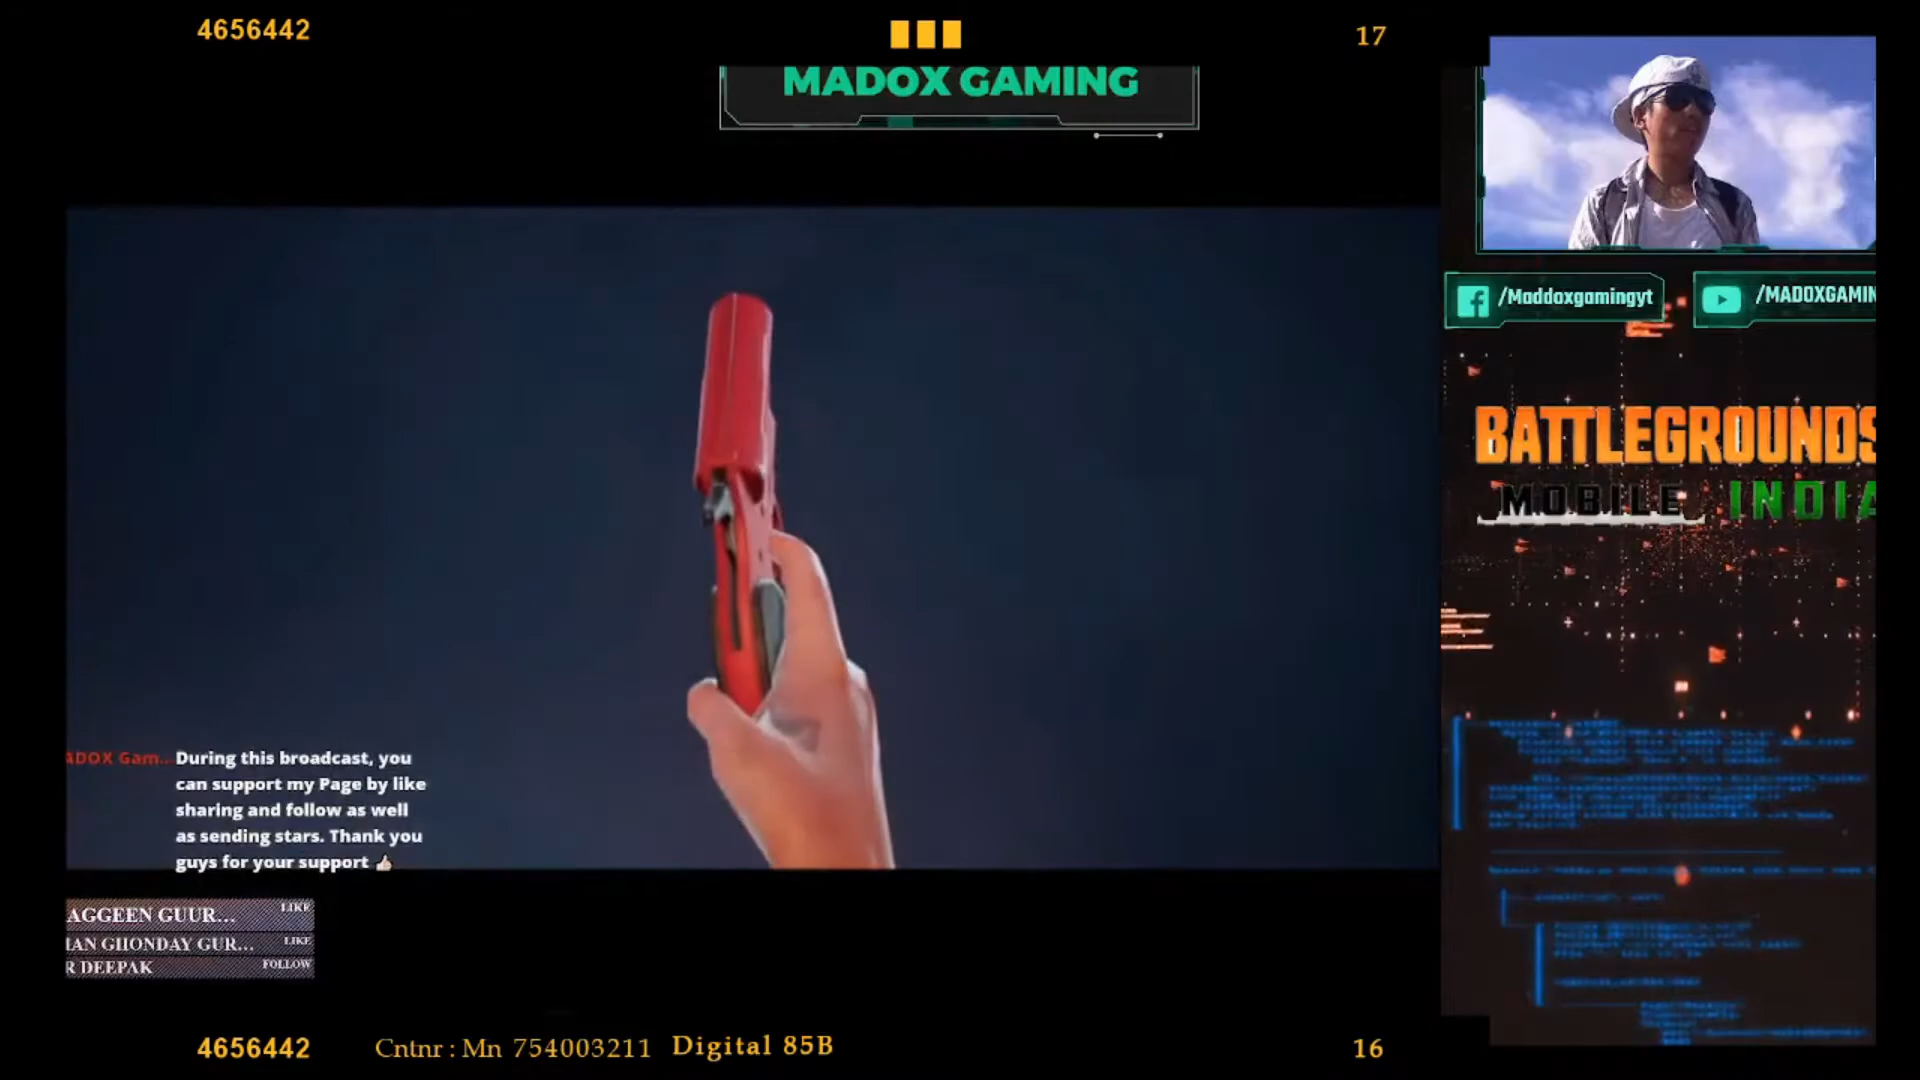 4656442
17
MADOX GAMING
/Maddoxgamingyt
/MADOXGAMIN
BATTLEGROUNDS
MOBILE INDIA
ADOX Gam... During this broadcast, you
can support my Page by like
sharing and follow as well
as sending stars. Thank you
guys for your support 👍🏻
AGGEEN GUUR... LIKE
IAN GHONDAY GUR... LIKE
R DEEPAK FOLLOW
4656442 Cntnr : Mn 754003211 Digital 85B 16